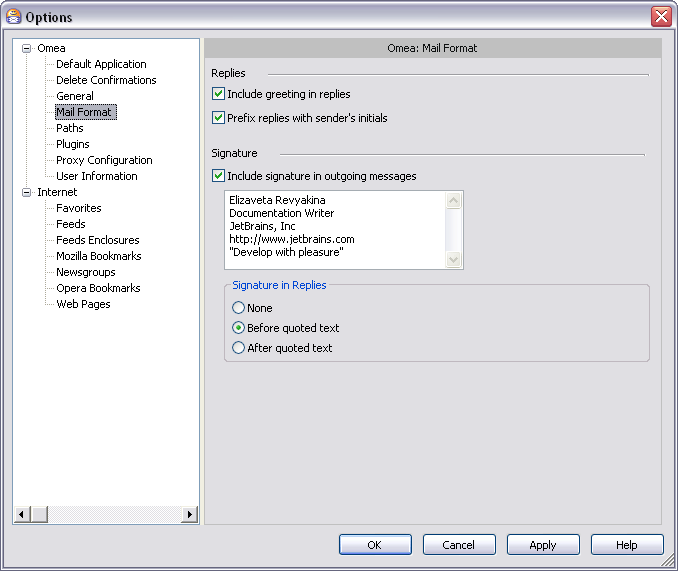 Options
Omea
Default Application
Delete Confirmations
General
Mail Format
Paths
Plugins
Proxy Configuration
User Information
Internet
Favorites
Feeds
Feeds Enclosures
Mozilla Bookmarks
Newsgroups
Opera Bookmarks
Web Pages
Omea: Mail Format
Replies
Include greeting in replies
Prefix replies with sender's initials
Signature
Include signature in outgoing messages
Elizaveta Revyakina
Documentation Writer
JetBrains, Inc
http://www.jetbrains.com
"Develop with pleasure"
Signature in Replies
None
Before quoted text
After quoted text
OK
Cancel
Apply
Help